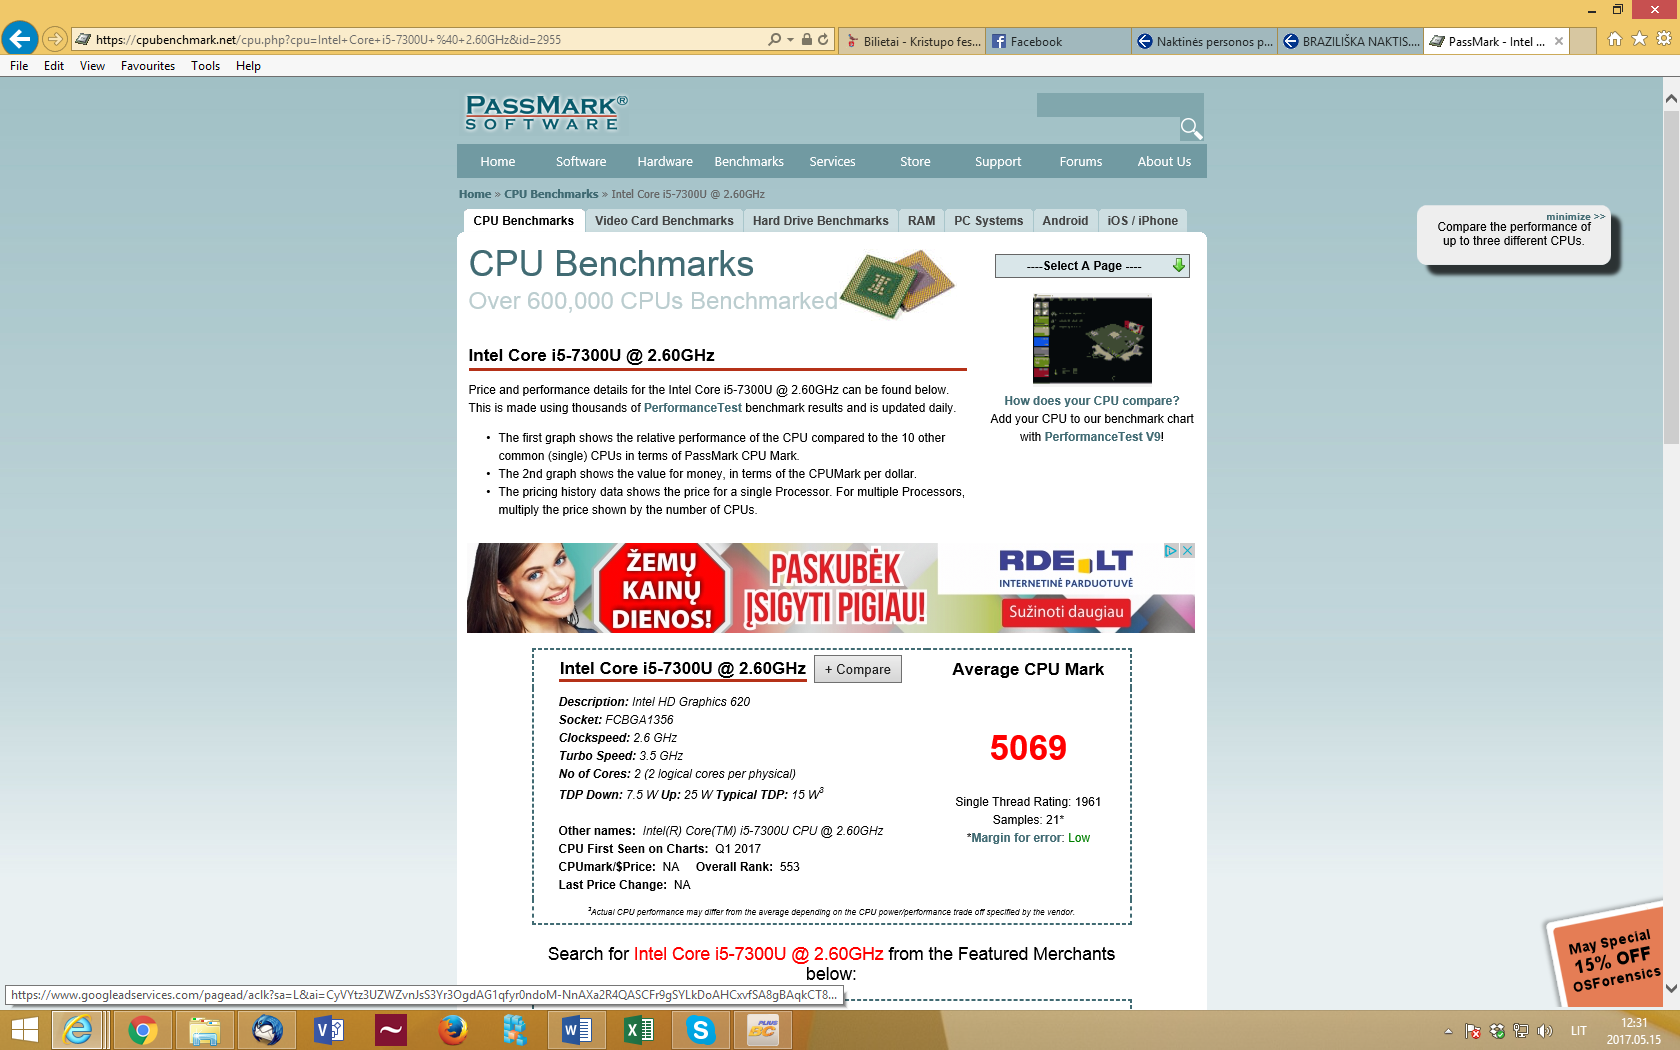 https://cpubenchmark.net/cpu.php?cpu=Intel+Core+i5-7300U+%40+2.60GHz&id=2955
Bilietai - Kristupo fes...
Facebook
Naktinės personos p...
BRAZILIŠKA NAKTIS....
PassMark - Intel ...
File Edit View Favourites Tools Help
PASSMARK®
SOFTWARE
Home Software Hardware Benchmarks Services Store Support Forums About Us
Home » CPU Benchmarks » Intel Core i5-7300U @ 2.60GHz
CPU Benchmarks Video Card Benchmarks Hard Drive Benchmarks RAM PC Systems Android iOS / iPhone
minimize >>
Compare the performance of
up to three different CPUs.
CPU Benchmarks
Over 600,000 CPUs Benchmarked
----Select A Page ----
Intel Core i5-7300U @ 2.60GHz
Price and performance details for the Intel Core i5-7300U @ 2.60GHz can be found below.
This is made using thousands of PerformanceTest benchmark results and is updated daily.
• The first graph shows the relative performance of the CPU compared to the 10 other
common (single) CPUs in terms of PassMark CPU Mark.
• The 2nd graph shows the value for money, in terms of the CPUMark per dollar.
• The pricing history data shows the price for a single Processor. For multiple Processors,
multiply the price shown by the number of CPUs.
How does your CPU compare?
Add your CPU to our benchmark chart
with PerformanceTest V9!
ŽEMŲ
KAINŲ
DIENOS!
PASKUBĖK
ĮSIGYTI PIGIAU!
RDE.LT
INTERNETINĖ PARDUOTUVĖ
Sužinoti daugiau
Intel Core i5-7300U @ 2.60GHz
+ Compare
Description: Intel HD Graphics 620
Socket: FCBGA1356
Clockspeed: 2.6 GHz
Turbo Speed: 3.5 GHz
No of Cores: 2 (2 logical cores per physical)
TDP Down: 7.5 W Up: 25 W Typical TDP: 15 W³
Other names: Intel(R) Core(TM) i5-7300U CPU @ 2.60GHz
CPU First Seen on Charts: Q1 2017
CPUmark/$Price: NA Overall Rank: 553
Last Price Change: NA
Average CPU Mark
5069
Single Thread Rating: 1961
Samples: 21*
*Margin for error: Low
³Actual CPU performance may differ from the average depending on the CPU power/performance trade off specified by the vendor.
Search for Intel Core i5-7300U @ 2.60GHz from the Featured Merchants
below:
May Special
15% OFF
OSForensics
https://www.googleadservices.com/pagead/aclk?sa=L&ai=CyVYtz3UZWZvnJsS3Yr3OgdAG1qfyr0ndoM-NnAXa2R4QASCFr9gSYLkDoAHCxvfSA8gBAqkCT8...
LIT
12:31
2017.05.15